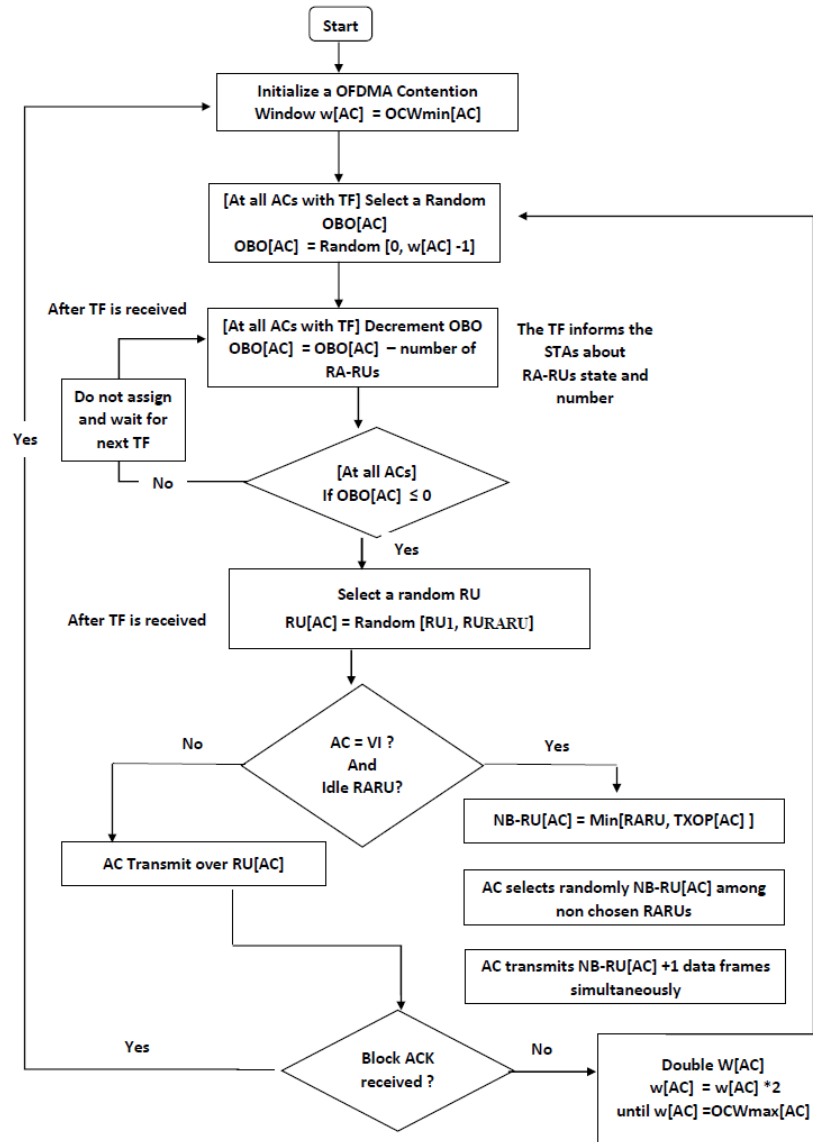 Start
Initialize a OFDMA Contention
Window w[AC] = OCWmin[AC]
[At all ACs with TF] Select a Random
OBO[AC]
OBO[AC] = Random [0, w[AC] -1]
After TF is received
[At all ACs with TF] Decrement OBO
OBO[AC] = OBO[AC] – number of
RA-RUs
The TF informs the
STAs about
RA-RUs state and
number
Do not assign
and wait for
next TF
Yes
No
[At all ACs]
If OBO[AC] ≤ 0
Yes
Select a random RU
RU[AC] = Random [RU1, RURARU]
After TF is received
No
AC = VI ?
And
Idle RARU?
Yes
NB-RU[AC] = Min[RARU, TXOP[AC] ]
AC Transmit over RU[AC]
AC selects randomly NB-RU[AC] among
non chosen RARUs
AC transmits NB-RU[AC] +1 data frames
simultaneously
Yes
Block ACK
received ?
No
Double W[AC]
w[AC] = w[AC] *2
until w[AC] =OCWmax[AC]